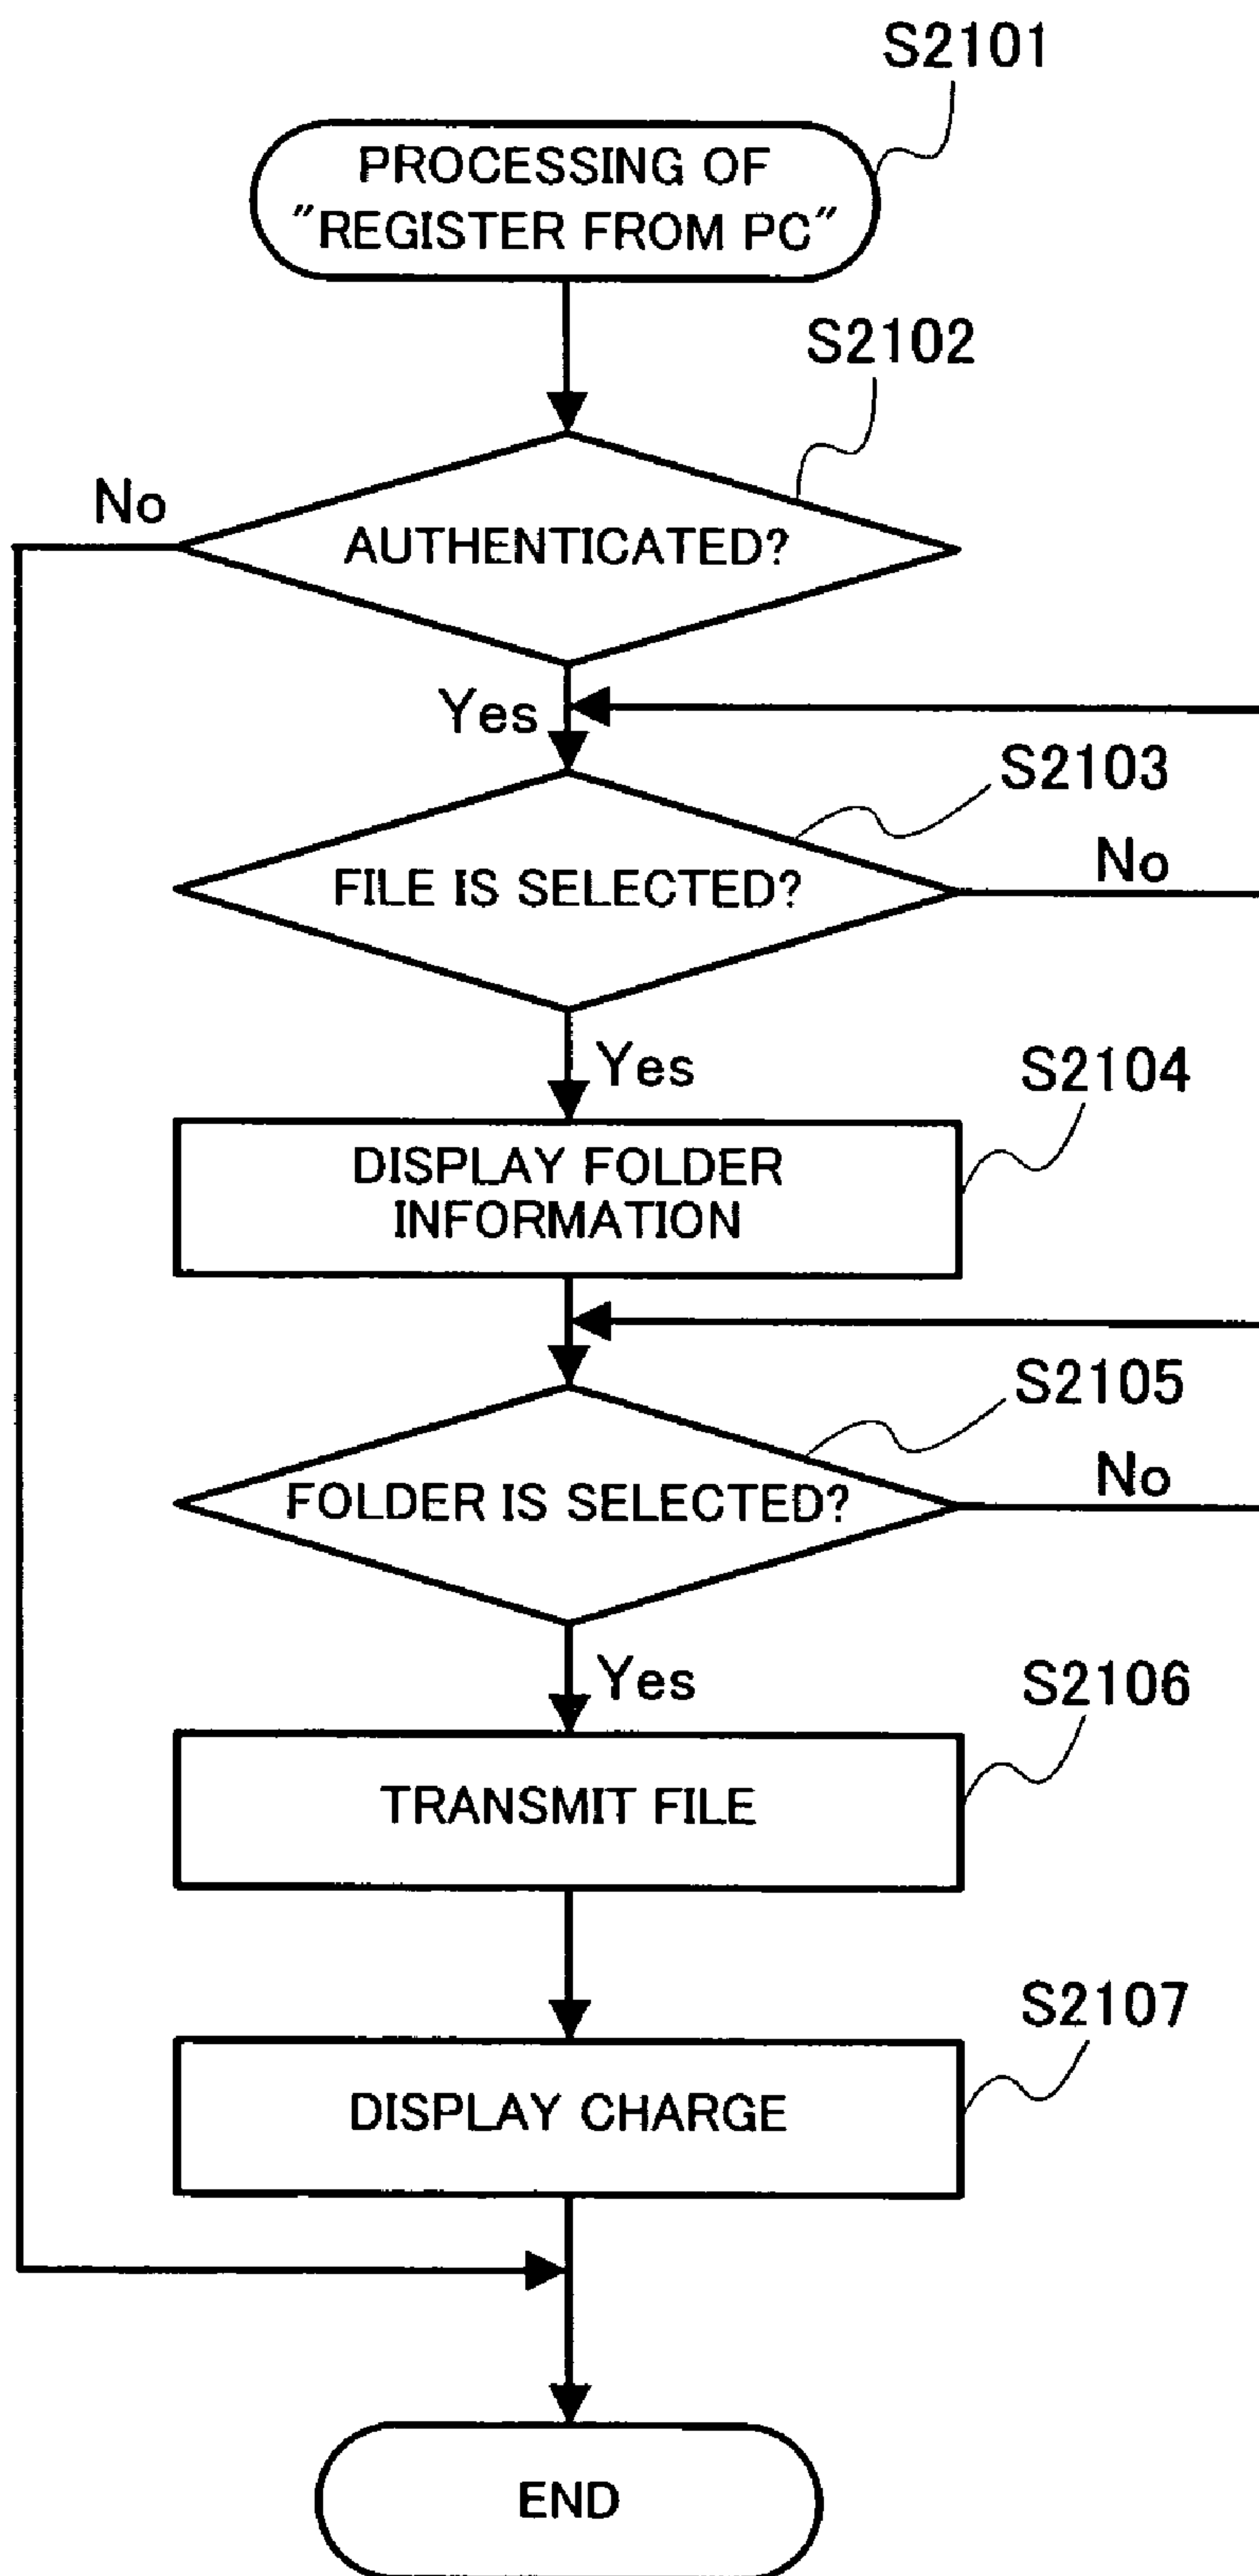 S2101
PROCESSING OF
"REGISTER FROM PC"
S2102
No
AUTHENTICATED?
Yes
S2103
FILE IS SELECTED?
No
Yes
S2104
DISPLAY FOLDER
INFORMATION
S2105
FOLDER IS SELECTED?
No
Yes
S2106
TRANSMIT FILE
S2107
DISPLAY CHARGE
END